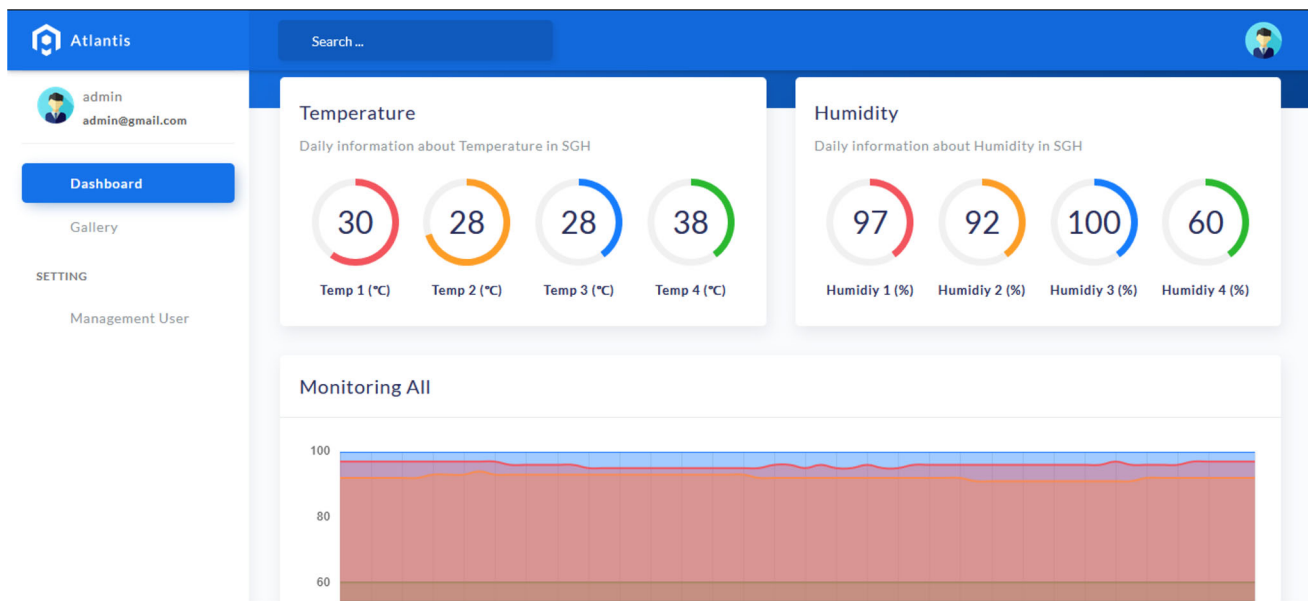 Atlantis
Search ...
admin
admin@gmail.com
Dashboard
Gallery
SETTING
Management User
Temperature
Daily information about Temperature in SGH
30 28 28 38
Temp 1 (℃) Temp 2 (℃) Temp 3 (℃) Temp 4 (℃)
Humidity
Daily information about Humidity in SGH
97 92 100 60
Humidiy 1 (%) Humidiy 2 (%) Humidiy 3 (%) Humidiy 4 (%)
Monitoring All
100
80
60